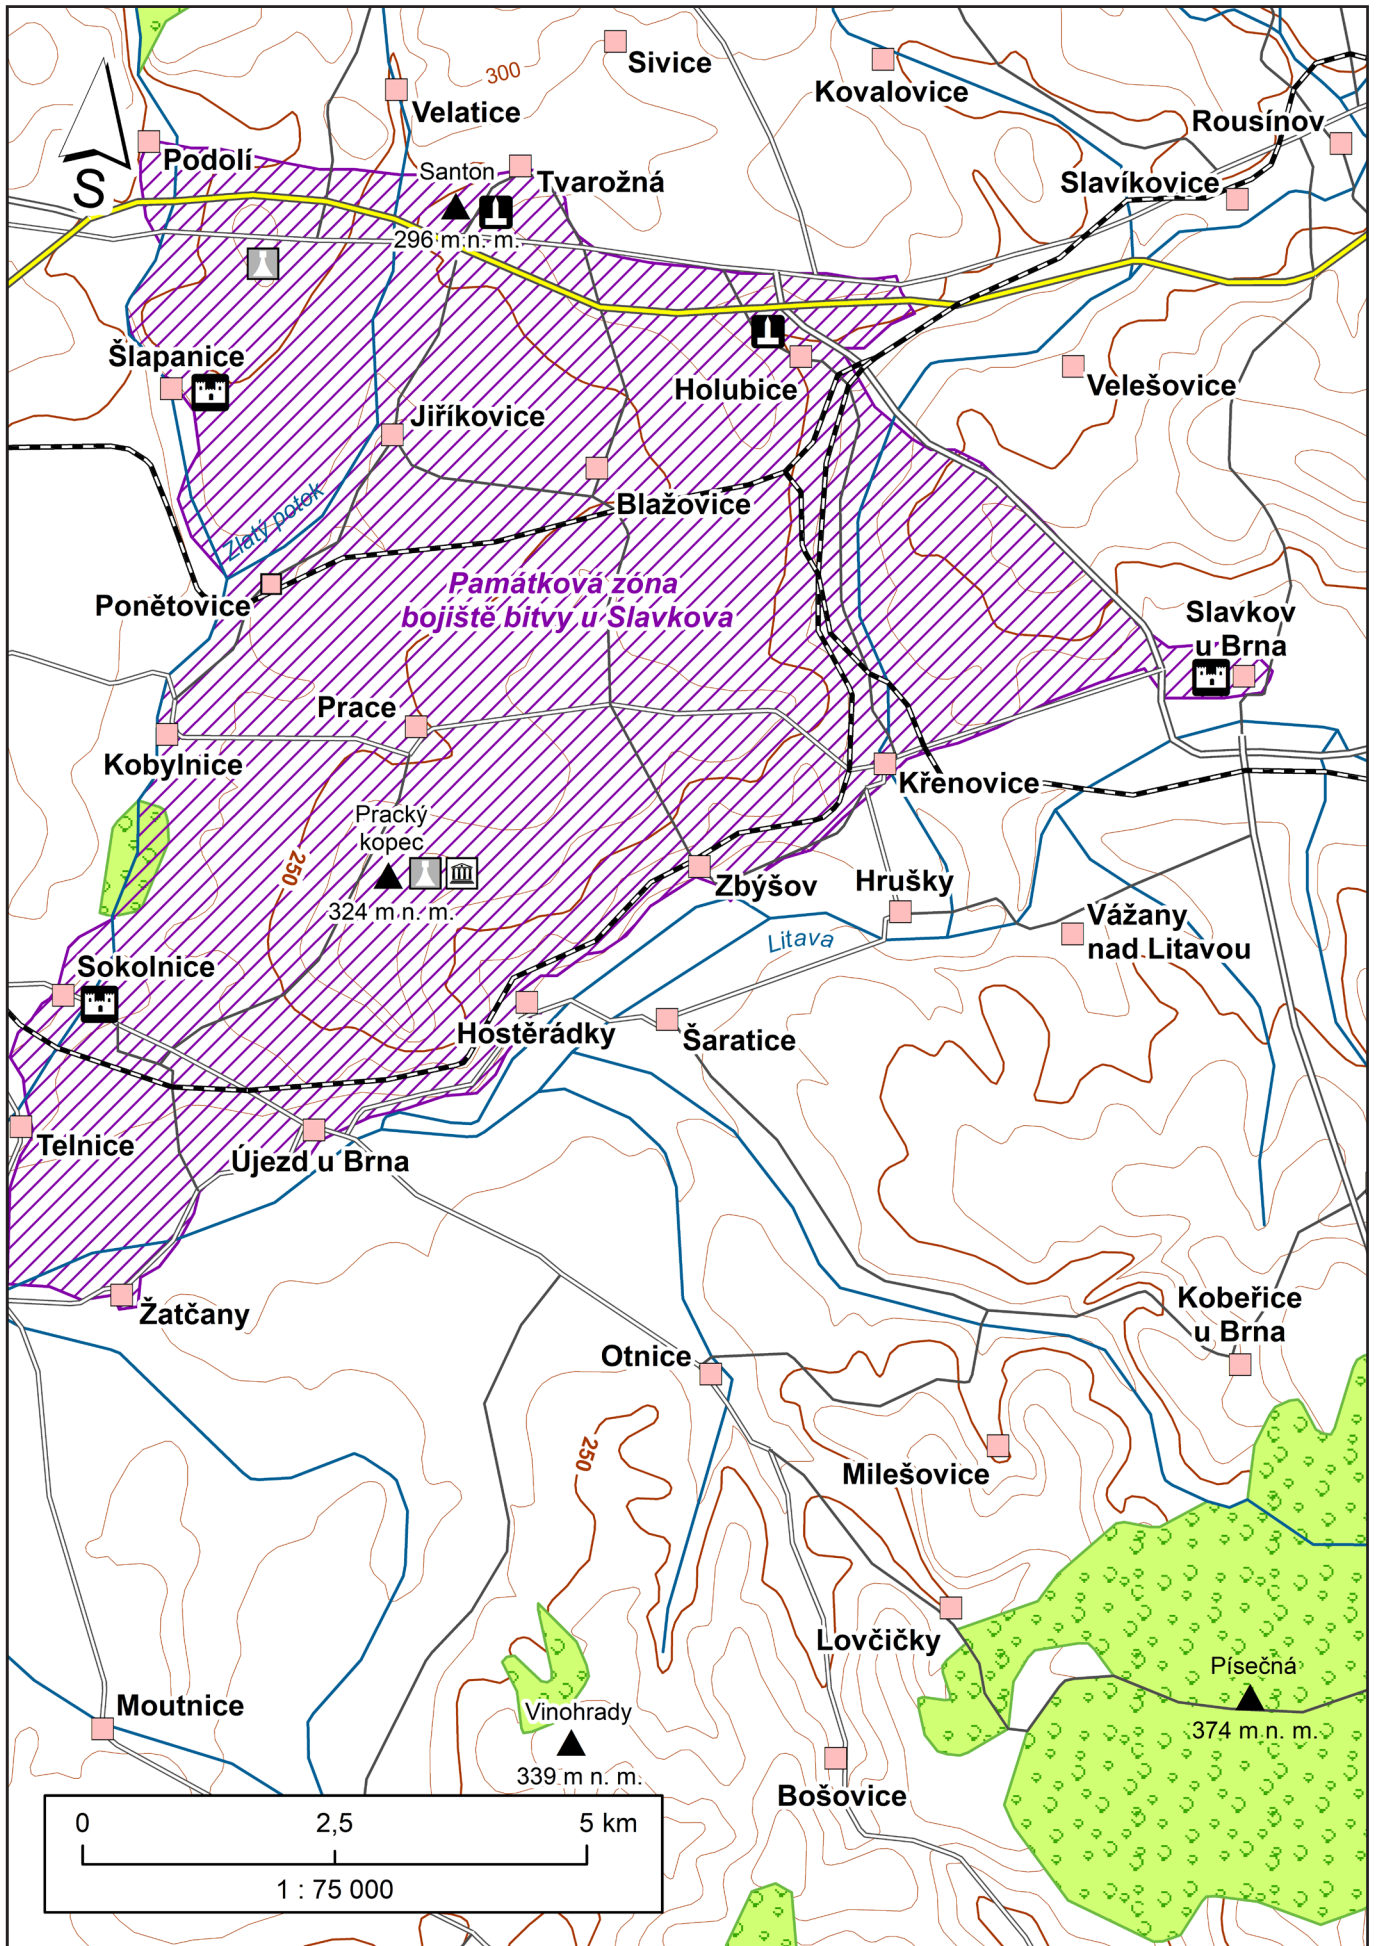 300
Sivice
Kovalovice
Velatice
Rousínov
Podolí
Santon
Tvarožná
Slavíkovice
S
296 m n. m.
Šlapanice
Holubice
Velešovice
Jiříkovice
Blažovice
Zlatý potok
Památková zóna
bojiště bitvy u Slavkova
Ponětovice
Slavkov
u Brna
Prace
Kobylnice
Křenovice
Pracký
kopec
250
324 m n. m.
Zbýšov
Hrušky
Vážany
nad Litavou
Litava
Sokolnice
Hostěrádky
Šaratice
Telnice
Újezd u Brna
Žatčany
Kobeřice
u Brna
Otnice
250
Milešovice
Lovčičky
Písečná
374 m n. m.
Moutnice
Vinohrady
339 m n. m.
Bošovice
0 2,5 5 km
1 : 75 000